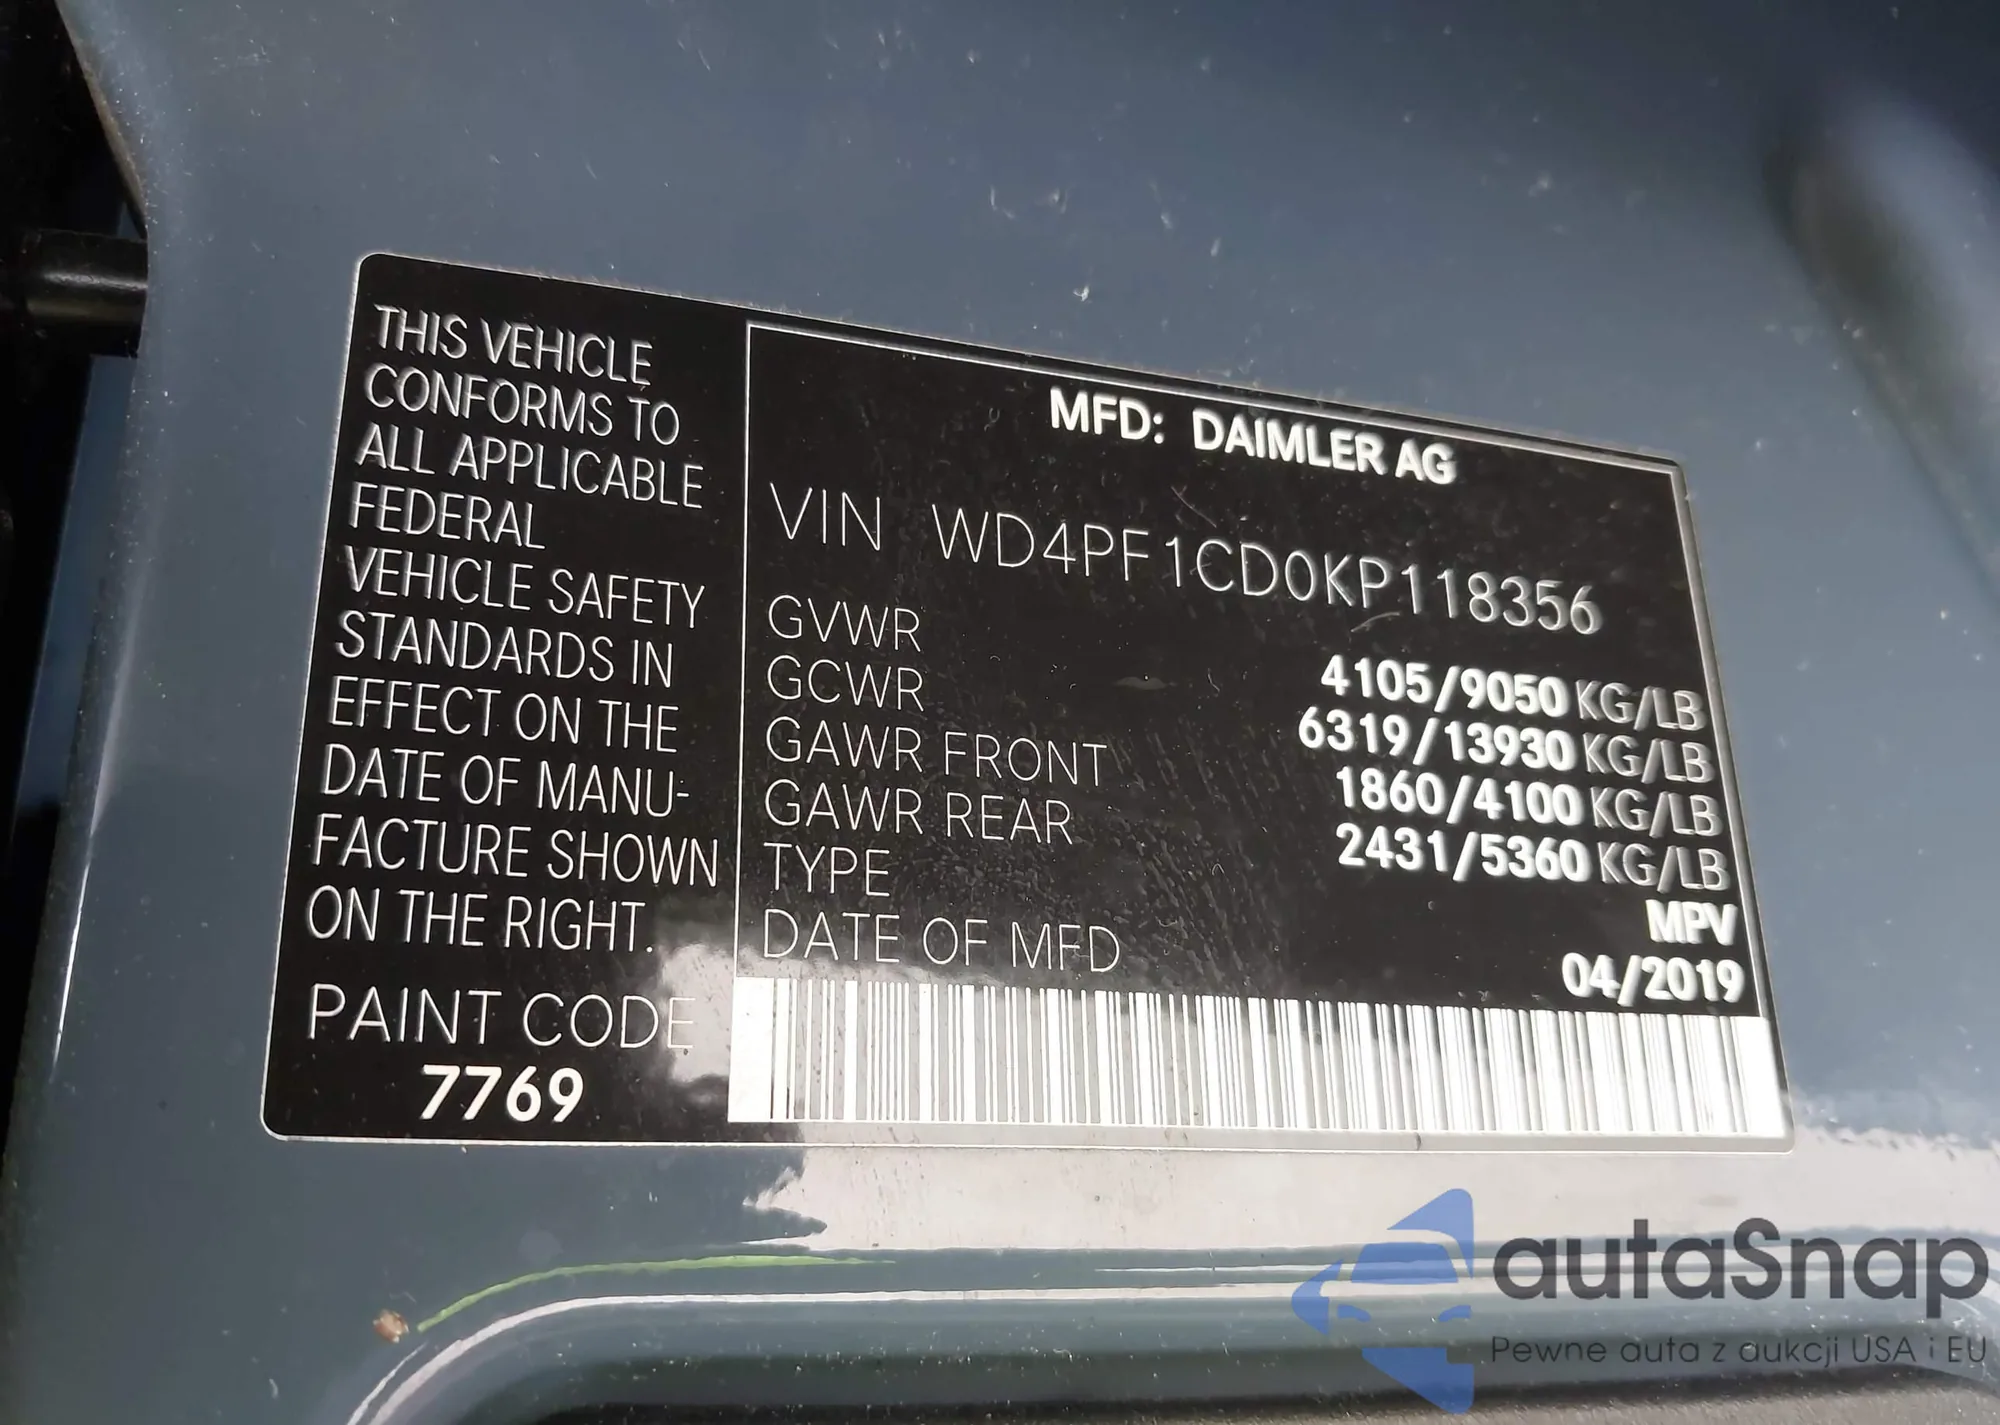 THIS VEHICLE
CONFORMS TO
ALL APPLICABLE
FEDERAL
VEHICLE SAFETY
STANDARDS IN
EFFECT ON THE
DATE OF MANU-
FACTURE SHOWN
ON THE RIGHT.
PAINT CODE
7769
MFD: DAIMLER AG
VIN WD4PF1CD0KP118356
GVWR 4105/9050 KG/LB
GCWR 6319/13930 KG/LB
GAWR FRONT 1860/4100 KG/LB
GAWR REAR 2431/5360 KG/LB
TYPE MPV
DATE OF MFD 04/2019
autaSnap
Pewne auta z aukcji USA i EU